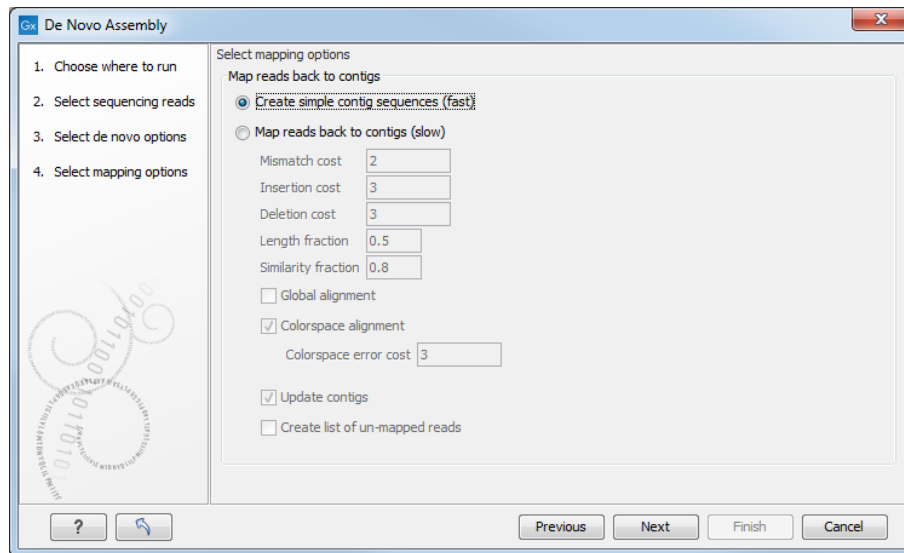 Gx De Novo Assembly
1. Choose where to run
2. Select sequencing reads
3. Select de novo options
4. Select mapping options
Select mapping options
Map reads back to contigs
Create simple contig sequences (fast)
Map reads back to contigs (slow)
Mismatch cost 2
Insertion cost 3
Deletion cost 3
Length fraction 0.5
Similarity fraction 0.8
Global alignment
Colorspace alignment
Colorspace error cost 3
Update contigs
Create list of un-mapped reads
? Previous Next Finish Cancel